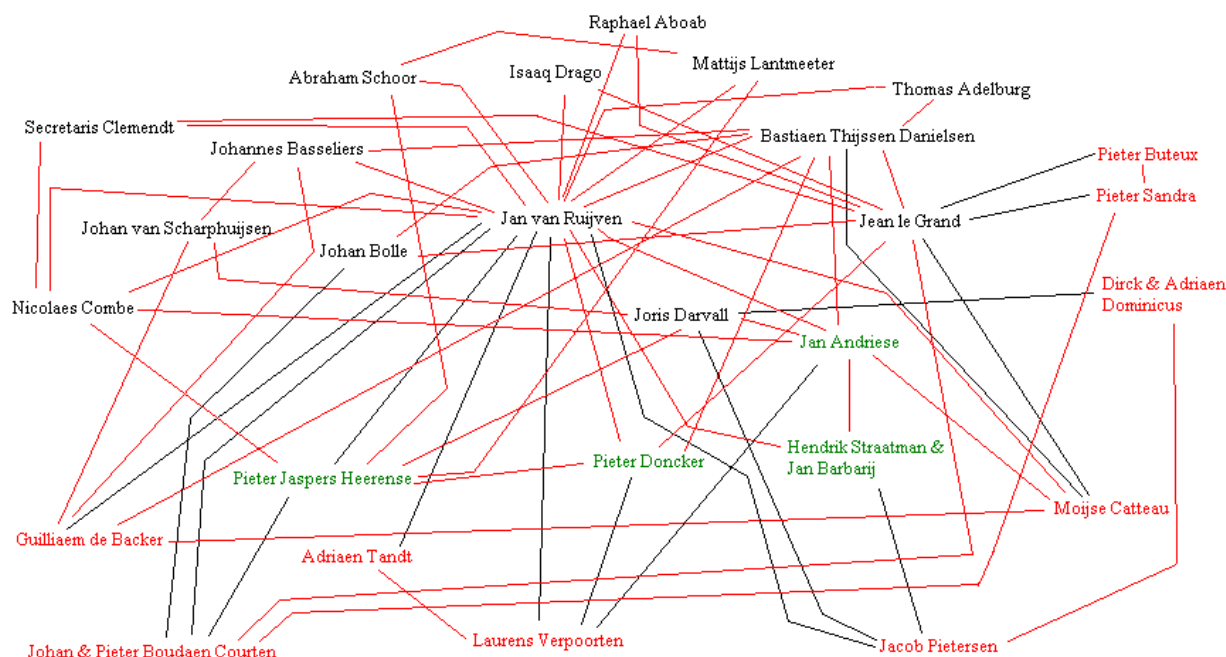 Raphael Aboab
Mattijs Lantmeeter
Isaaq Drago
Abraham Schoor
Thomas Adelburg
Secretaris Clemendt
Bastiaen Thijssen Danielsen
Johannes Basseliers
Pieter Buteux
Pieter Sandra
Jan van Ruijven
Jean le Grand
Johan van Scharphuijsen
Johan Bolle
Dirck & Adriaen
Dominicus
Nicolaes Combe
Joris Darvall
Jan Andriese
Hendrik Straatman &
Jan Barbarij
Pieter Doncker
Pieter Jaspers Heerense
Moijse Catteau
Guilliaem de Backer
Adriaen Tandt
Laurens Verpoorten
Johan & Pieter Boudaen Courten
Jacob Pietersen